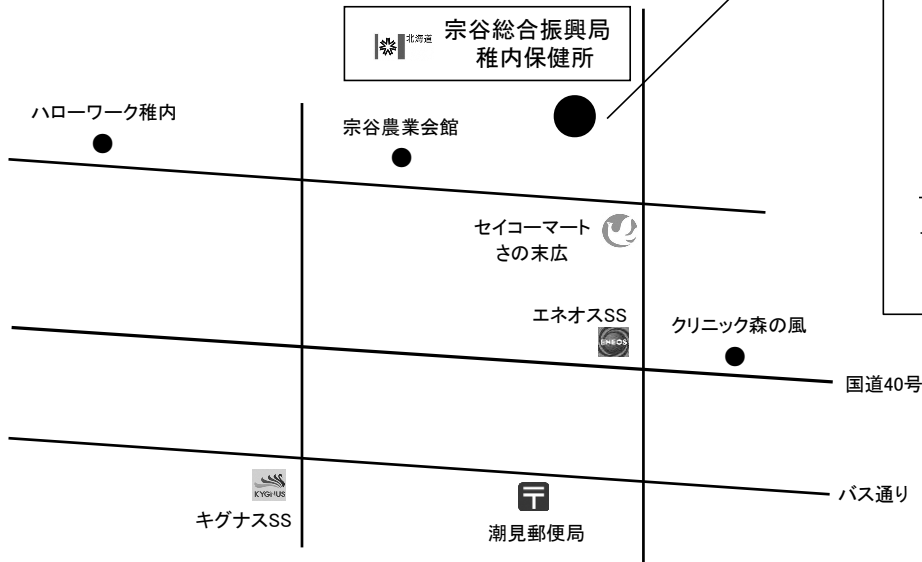 北海道
宗谷総合振興局
稚内保健所
ハローワーク稚内
宗谷農業会館
セイコーマート
さの末広
エネオスSS
ENEOS
クリニック森の風
国道40号
バス通り
KYGNUS
キグナスSS
〒
潮見郵便局